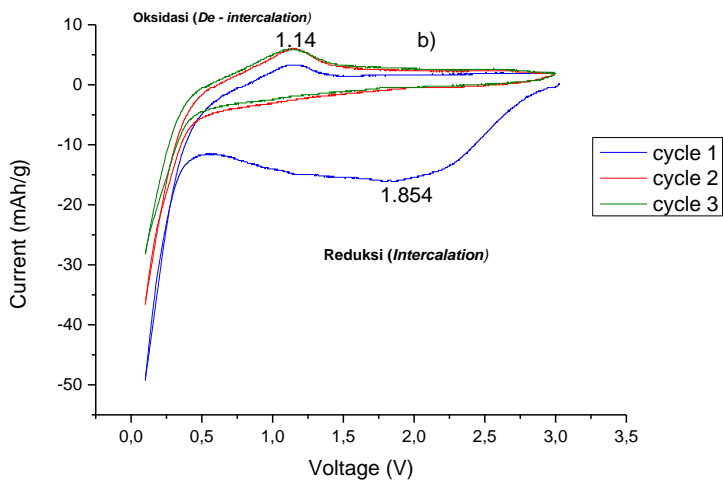 Oksidasi (De - intercalation)
1.14
b)
10
0
-10
-20
-30
-40
-50
Current (mAh/g)
1.854
cycle 1
cycle 2
cycle 3
Reduksi (Intercalation)
0,0 0,5 1,0 1,5 2,0 2,5 3,0 3,5
Voltage (V)